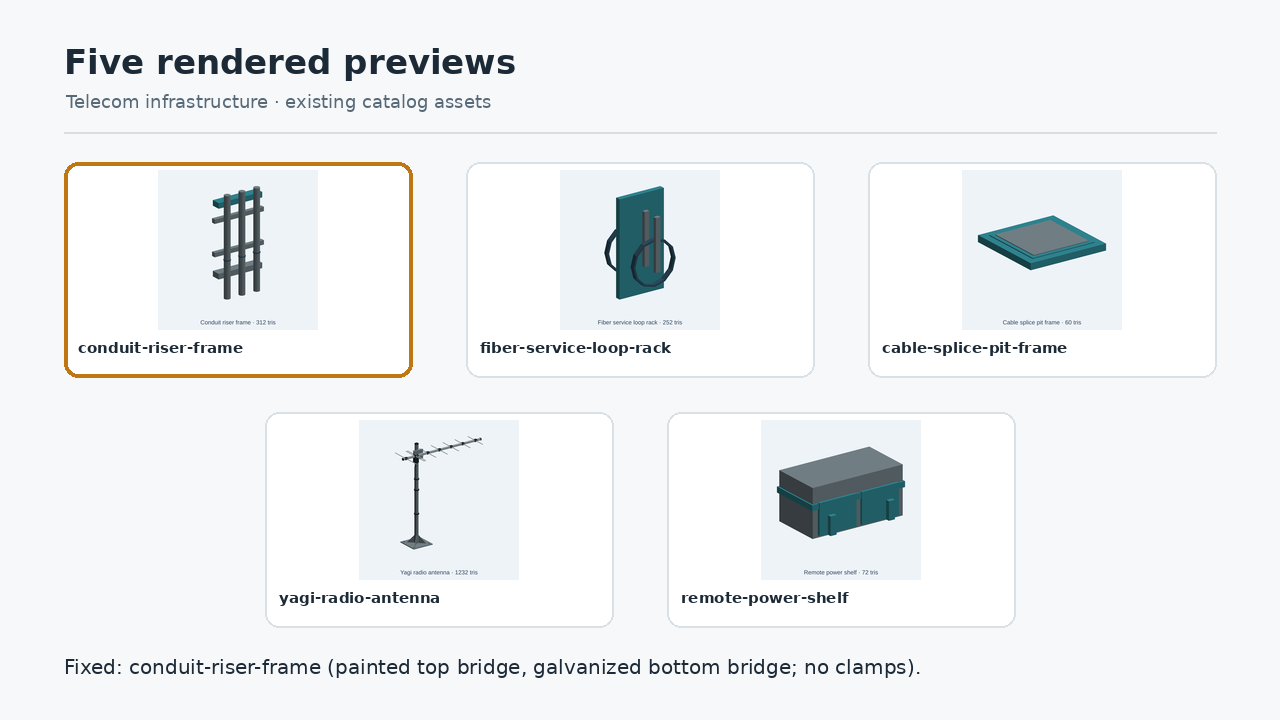 Five rendered previews
Telecom infrastructure · existing catalog assets
Conduit riser frame · 312 tris
conduit-riser-frame
Fiber service loop rack · 252 tris
fiber-service-loop-rack
Cable splice pit frame · 60 tris
cable-splice-pit-frame
Yagi radio antenna · 1232 tris
yagi-radio-antenna
Remote power shelf · 72 tris
remote-power-shelf
Fixed: conduit-riser-frame (painted top bridge, galvanized bottom bridge; no clamps).